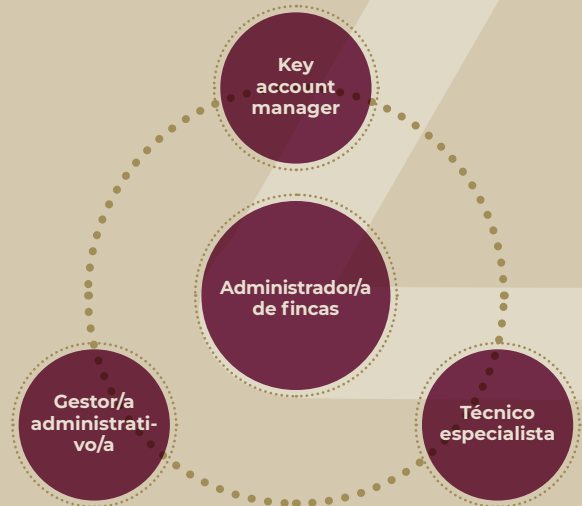 Key
account
manager
Administrador/a
de fincas
Gestor/a
administrati-
vo/a
Técnico
especialista